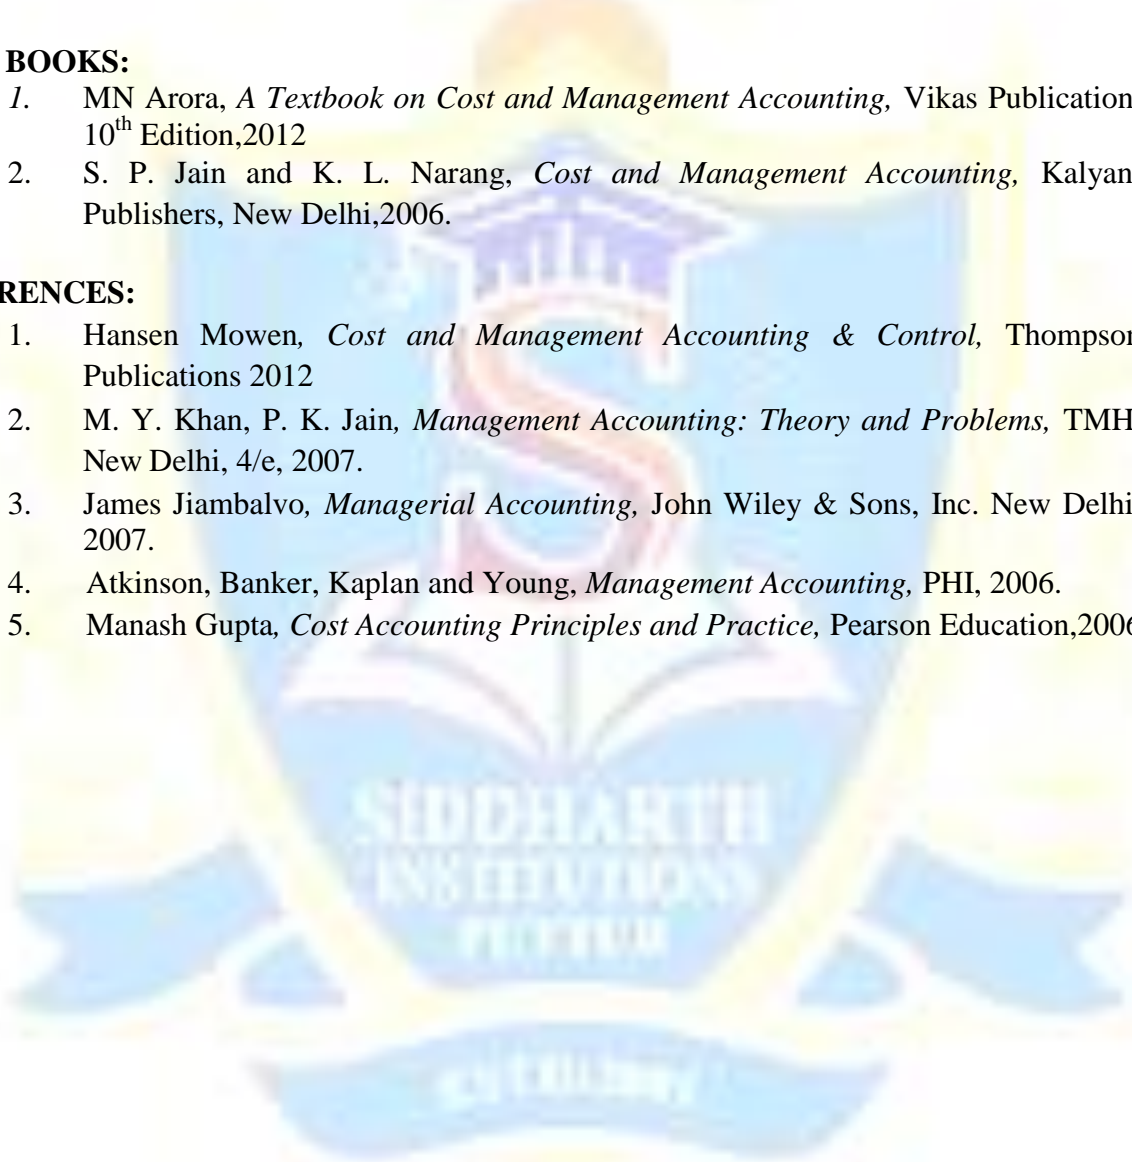 BOOKS:
1. MN Arora, A Textbook on Cost and Management Accounting, Vikas Publication
10th Edition,2012
2. S. P. Jain and K. L. Narang, Cost and Management Accounting, Kalyan
Publishers, New Delhi,2006.
RENCES:
1. Hansen Mowen, Cost and Management Accounting & Control, Thompson
Publications 2012
2. M. Y. Khan, P. K. Jain, Management Accounting: Theory and Problems, TMH
New Delhi, 4/e, 2007.
3. James Jiambalvo, Managerial Accounting, John Wiley & Sons, Inc. New Delhi
2007.
4. Atkinson, Banker, Kaplan and Young, Management Accounting, PHI, 2006.
5. Manash Gupta, Cost Accounting Principles and Practice, Pearson Education,2006
S
SIDDHARTH
INSTITUTIONS
PUTTUR